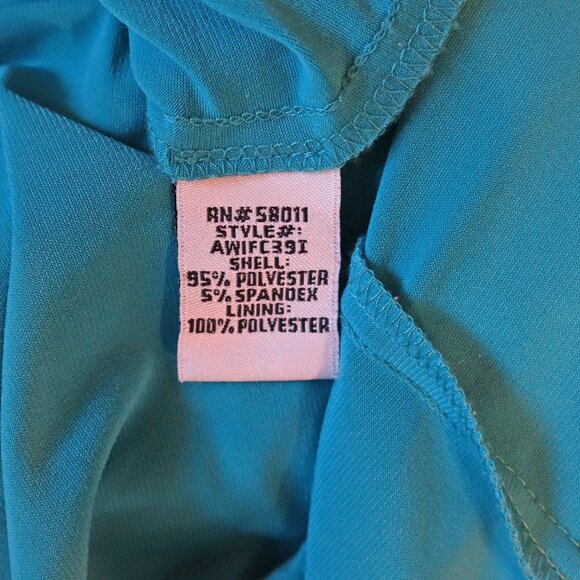 RN# 58011
STYLE#:
AWIFC39I
SHELL:
95% POLYESTER
5% SPANDEX
LINING:
100% POLYESTER